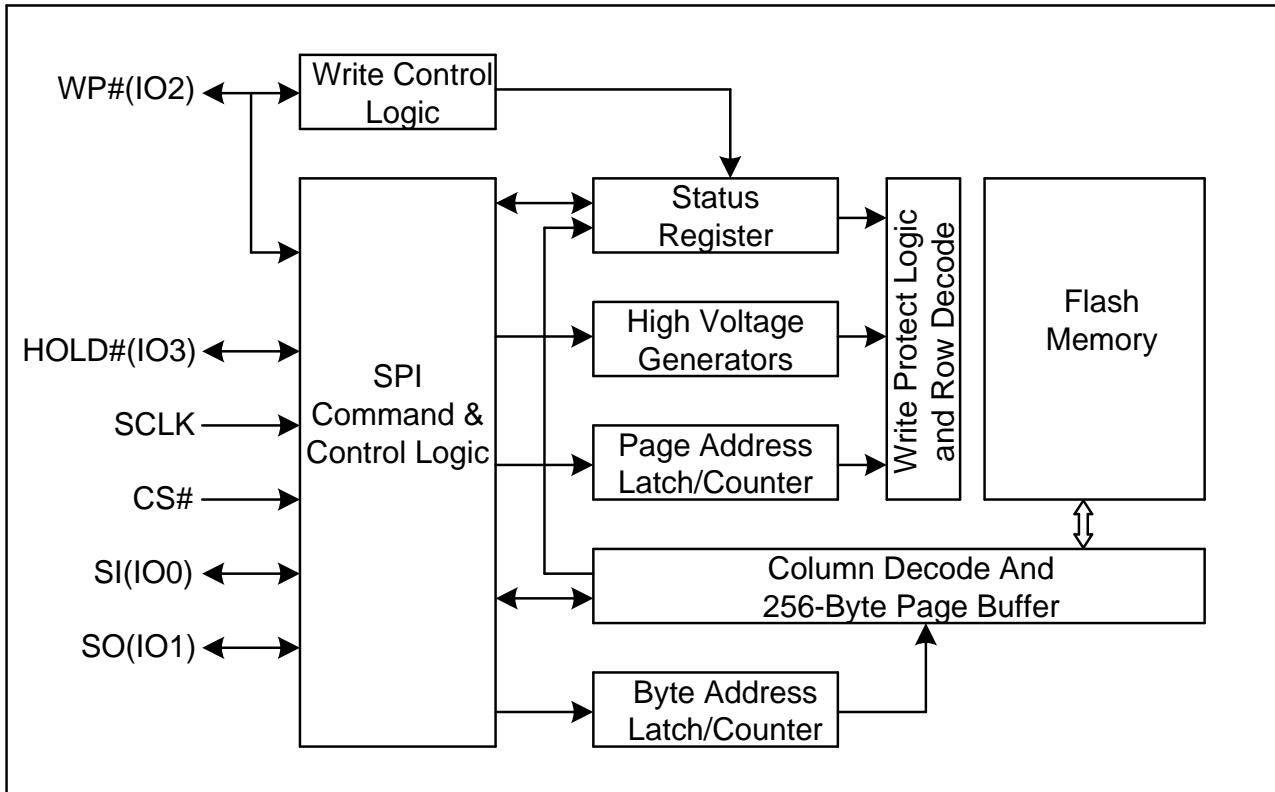 WP#(IO2)
Write Control
Logic
HOLD#(IO3)
SCLK
CS#
SI(IO0)
SO(IO1)
SPI
Command &
Control Logic
Status
Register
High Voltage
Generators
Page Address
Latch/Counter
Write Protect Logic
and Row Decode
Flash
Memory
Column Decode And
256-Byte Page Buffer
Byte Address
Latch/Counter